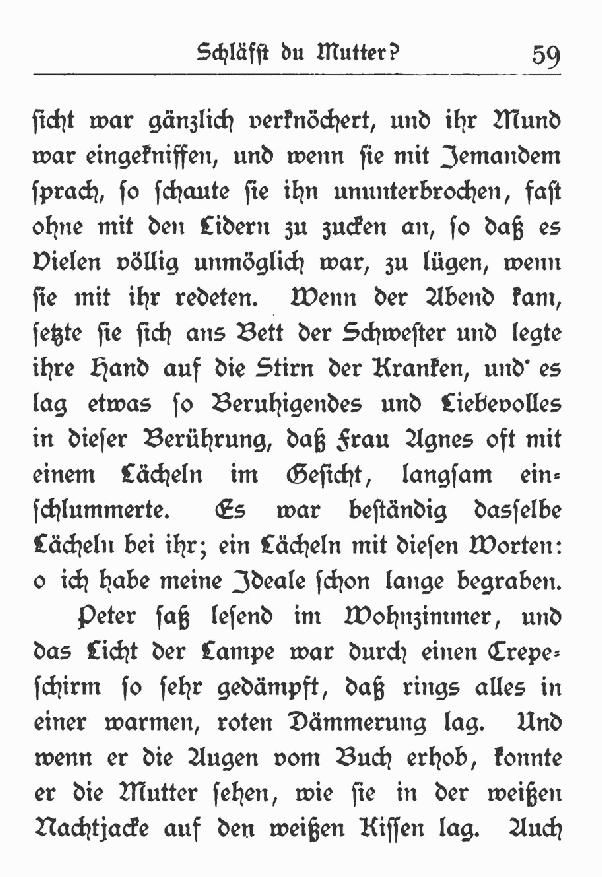 Schläfst du Mutter? 59
sicht war gänzlich verknöchert, und ihr Mund
war eingekniffen, und wenn sie mit Jemandem
sprach, so schaute sie ihn ununterbrochen, fast
ohne mit den Lidern zu zucken an, so daß es
Vielen völlig unmöglich war, zu lügen, wenn
sie mit ihr redeten. Wenn der Abend kam,
setzte sie sich ans Bett der Schwester und legte
ihre Hand auf die Stirn der Kranken, und es
lag etwas so Beruhigendes und Liebevolles
in dieser Berührung, daß Frau Agnes oft mit
einem Lächeln im Gesicht, langsam ein-
schlummerte. Es war beständig dasselbe
Lächeln bei ihr; ein Lächeln mit diesen Worten:
o ich habe meine Ideale schon lange begraben.
Peter saß lesend im Wohnzimmer, und
das Licht der Lampe war durch einen Crepe-
schirm so sehr gedämpft, daß rings alles in
einer warmen, roten Dämmerung lag. Und
wenn er die Augen vom Buch erhob, konnte
er die Mutter sehen, wie sie in der weißen
Nachtjacke auf den weißen Kissen lag. Auch